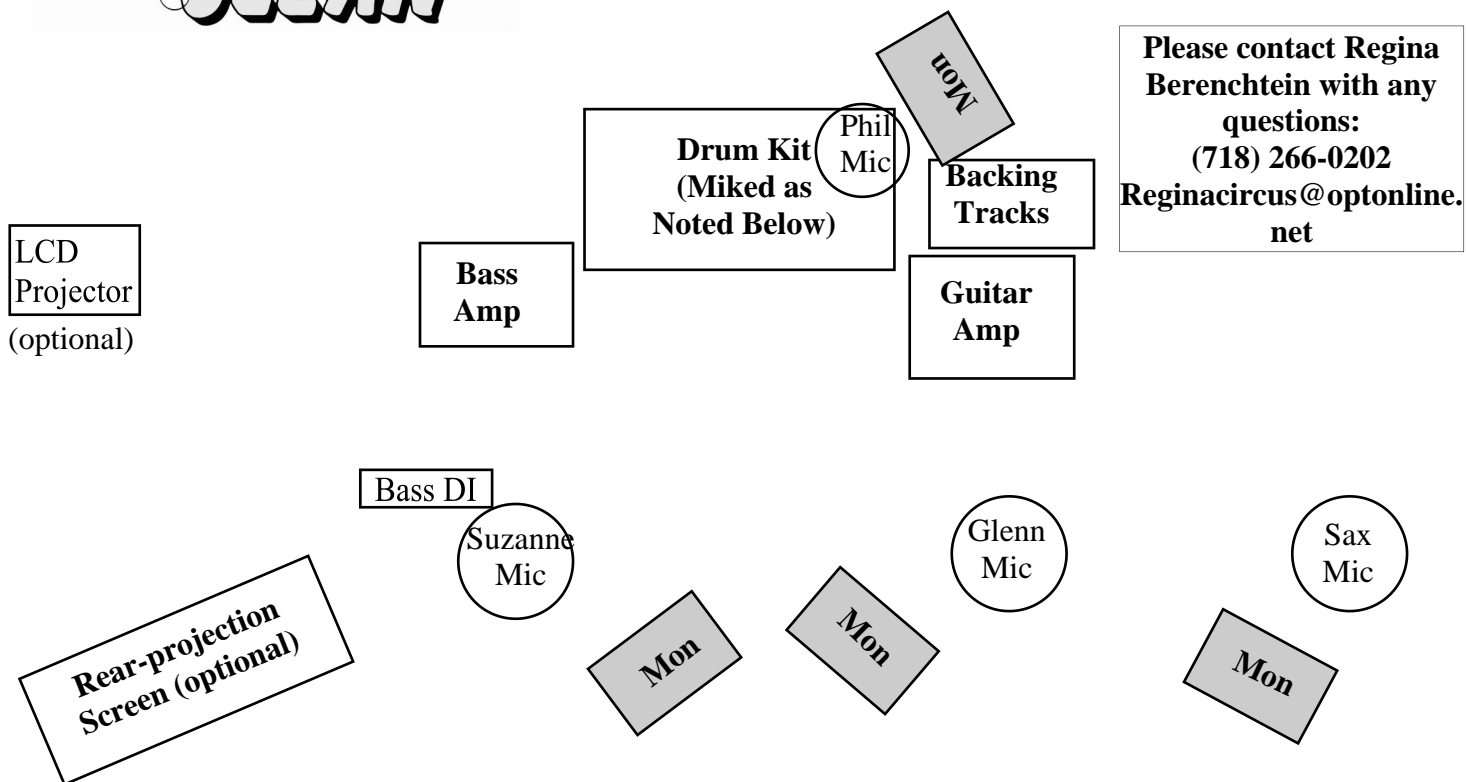 Mon
Please contact Regina
Berenchtein with any
questions:
(718) 266-0202
Reginacircus@optonline.
net
Phil
Mic
Drum Kit
(Miked as
Noted Below)
Backing
Tracks
LCD
Projector
(optional)
Bass
Amp
Guitar
Amp
Bass DI
Suzanne
Mic
Glenn
Mic
Sax
Mic
Rear-projection
Screen (optional)
Mon
Mon
Mon